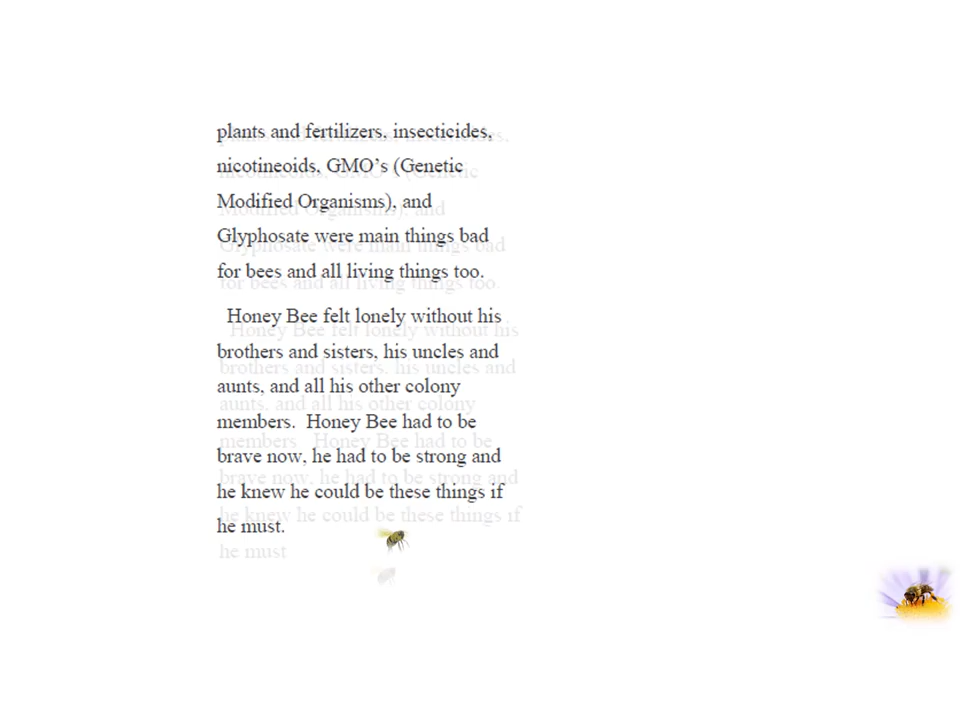 plants and fertilizers, insecticides,
nicotineoids, GMO's (Genetic
Modified Organisms), and
Glyphosate were main things bad
for bees and all living things too.
Honey Bee felt lonely without his
brothers and sisters, his uncles and
aunts, and all his other colony
members.  Honey Bee had to be
brave now, he had to be strong and
he knew he could be these things if
he must.